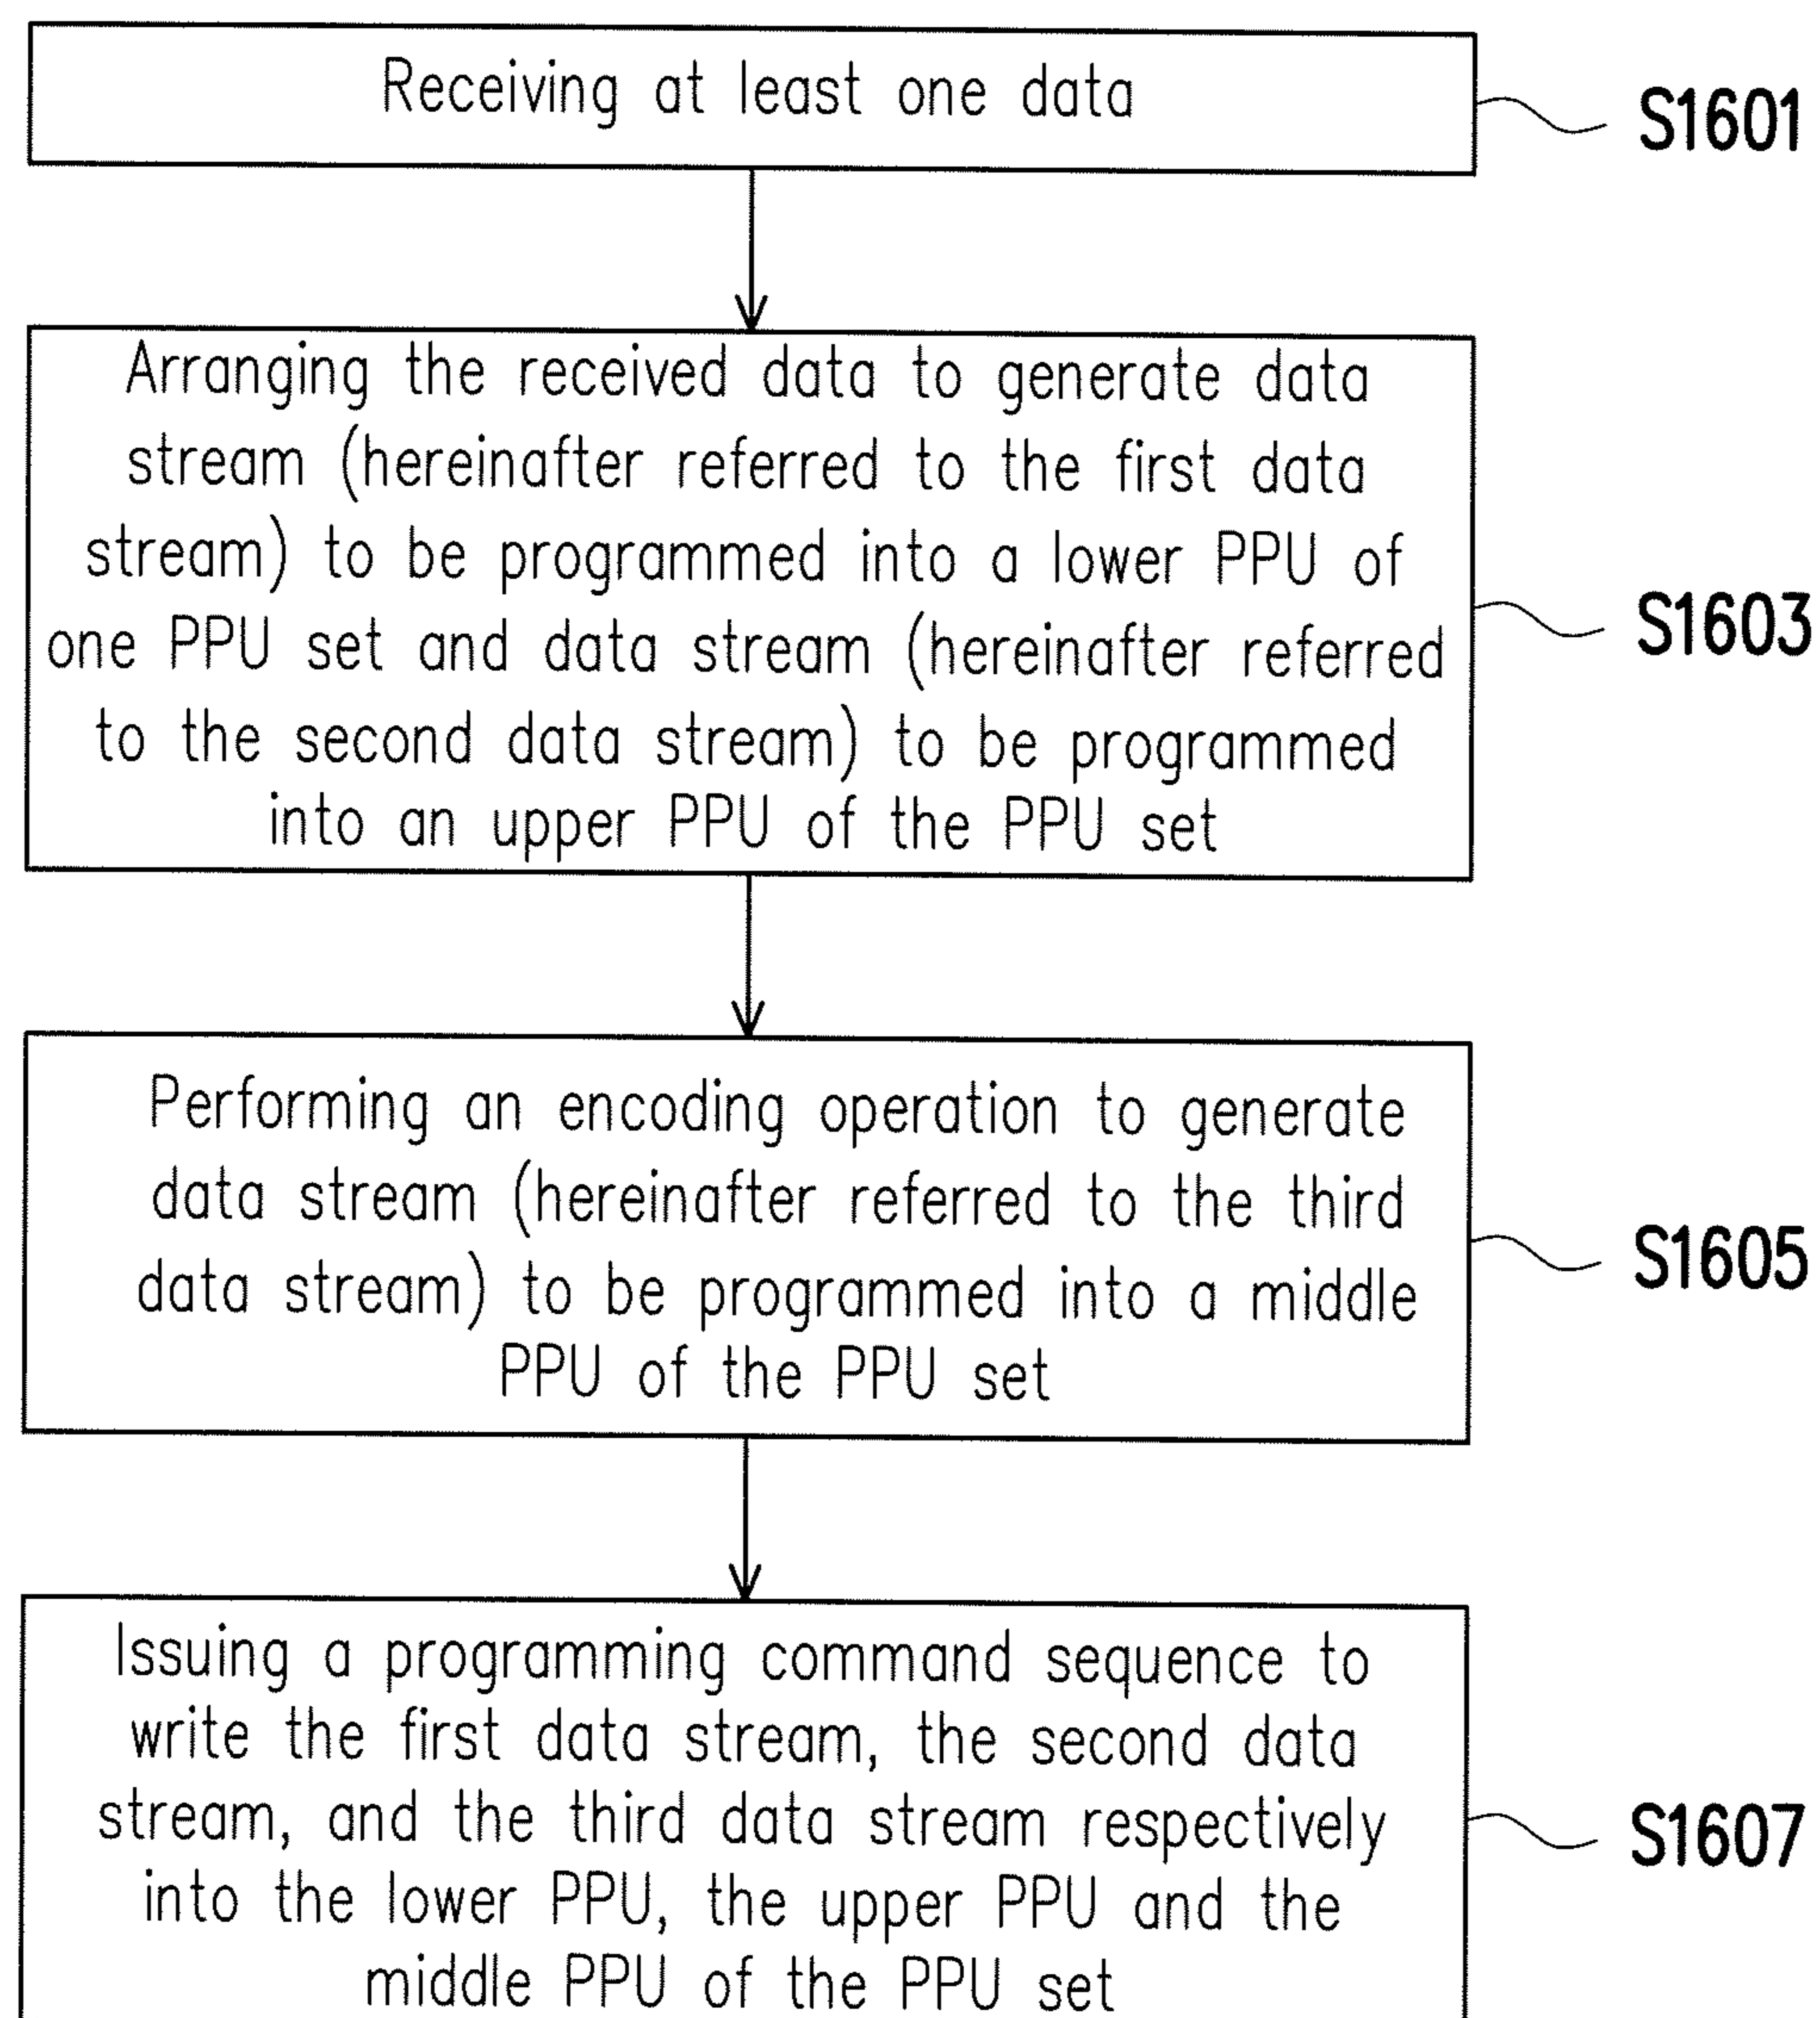 Receiving at least one data
S1601
Arranging the received data to generate data
stream (hereinafter referred to the first data
stream) to be programmed into a lower PPU of
one PPU set and data stream (hereinafter referred
to the second data stream) to be programmed
into an upper PPU of the PPU set
S1603
Performing an encoding operation to generate
data stream (hereinafter referred to the third
data stream) to be programmed into a middle
PPU of the PPU set
S1605
Issuing a programming command sequence to
write the first data stream, the second data
stream, and the third data stream respectively
into the lower PPU, the upper PPU and the
middle PPU of the PPU set
S1607